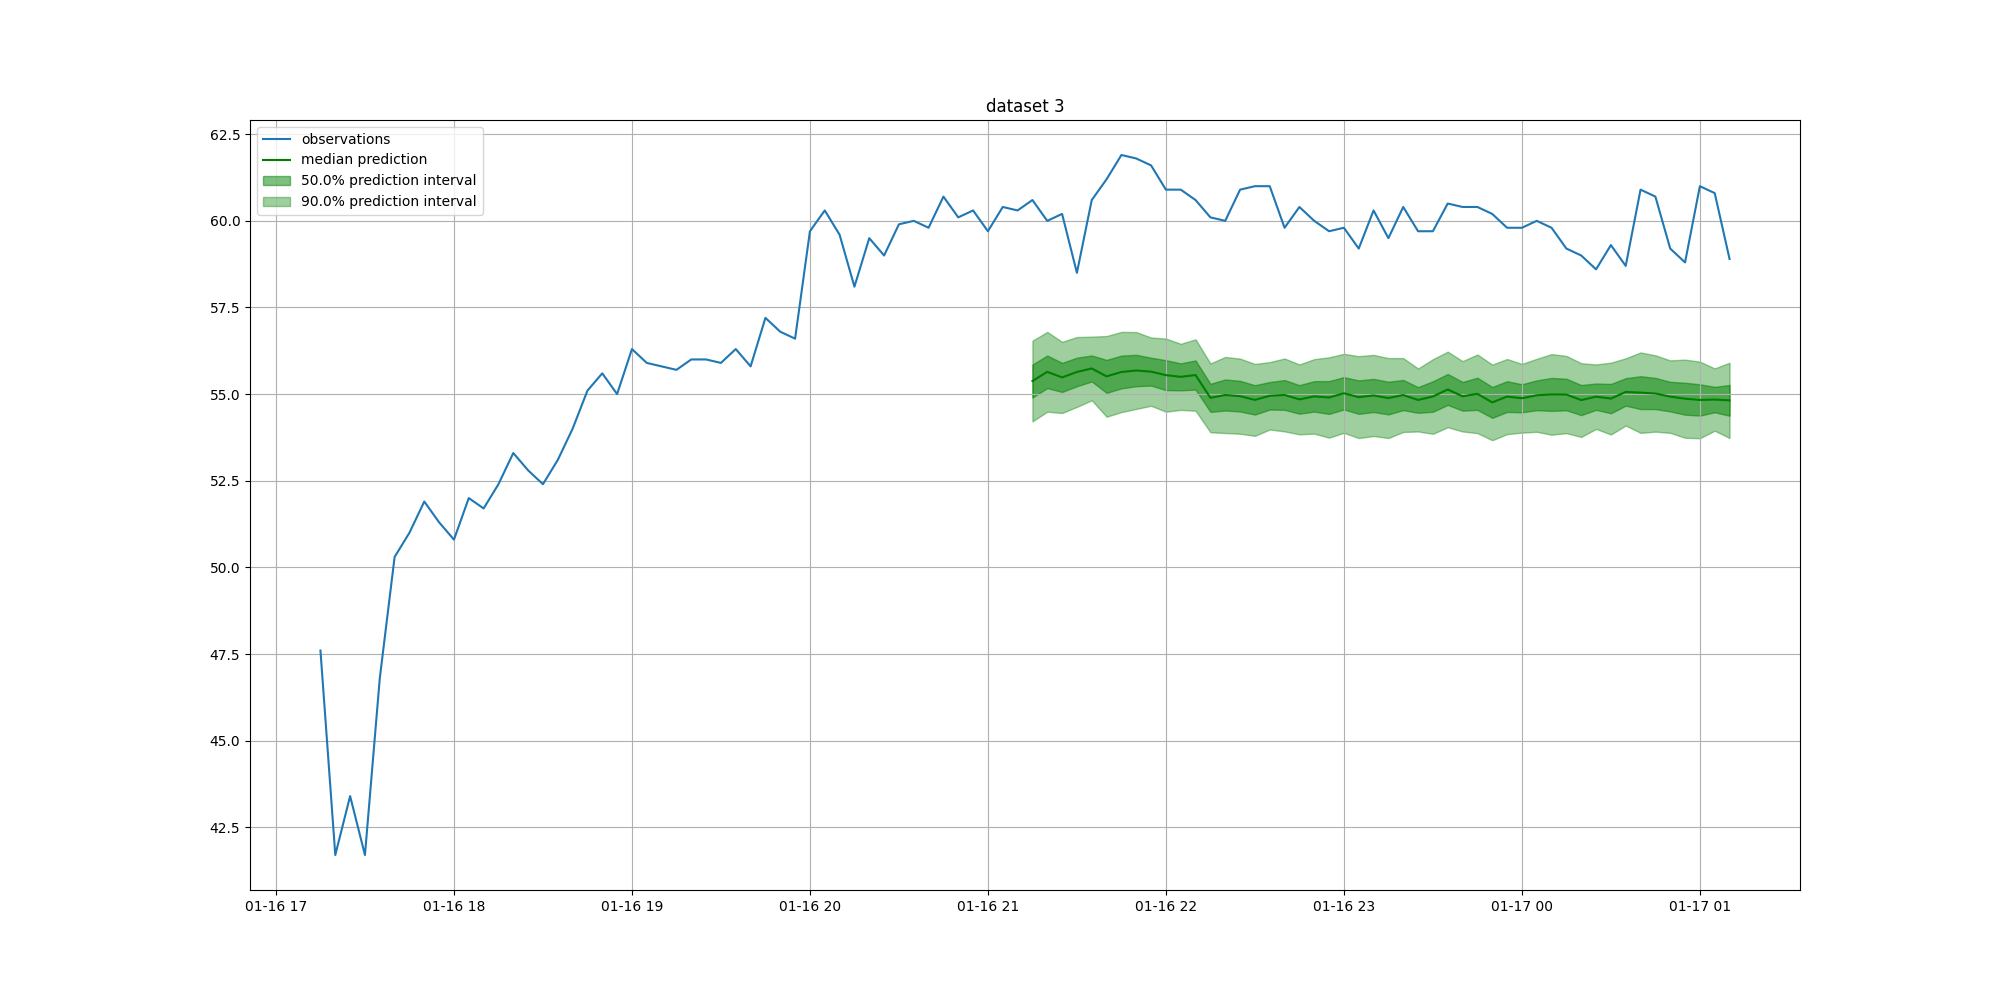 dataset 3
62.5
60.0
57.5
55.0
52.5
50.0
47.5
45.0
42.5
observations
median prediction
50.0% prediction interval
90.0% prediction interval
01-16 17 01-16 18 01-16 19 01-16 20 01-16 21 01-16 22 01-16 23 01-17 00 01-17 01